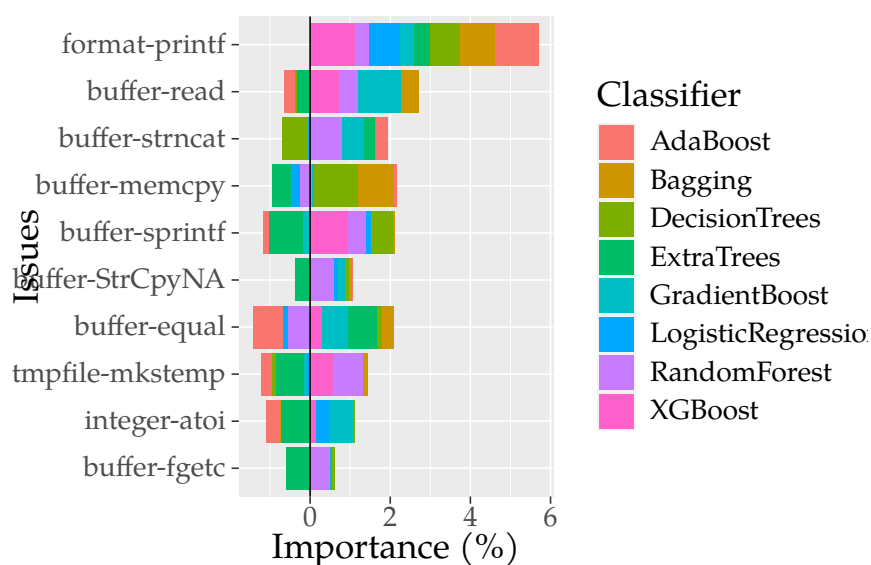 format-printf
buffer-read
buffer-strncat
buffer-memcpy
buffer-sprintf
buffer-StrCpyNA
buffer-equal
tmpfile-mkstemp
integer-atoi
buffer-fgetc
Issues
0 2 4 6
Importance (%)
Classifier
AdaBoost
Bagging
DecisionTrees
ExtraTrees
GradientBoost
LogisticRegressio
RandomForest
XGBoost